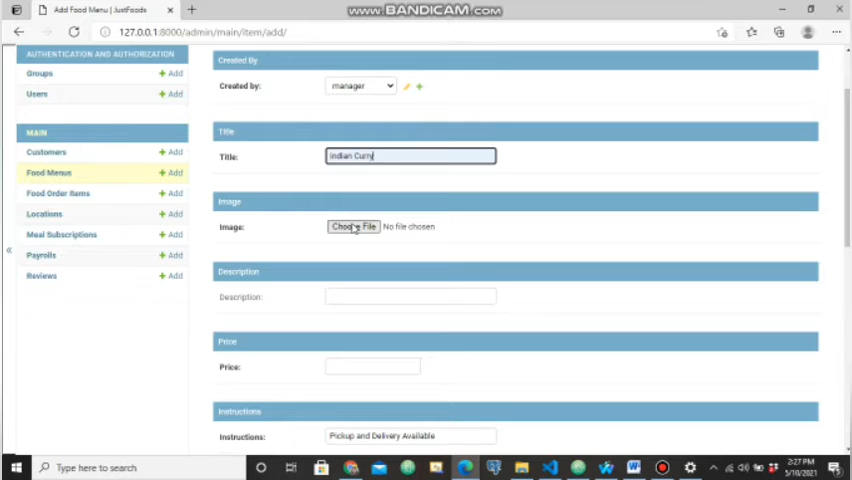 Add Food Menu | JustFoods
www.BANDICAM.com
127.0.0.1:8000/admin/main/item/add/
AUTHENTICATION AND AUTHORIZATION
Groups + Add
Users + Add
MAIN
Customers + Add
Food Menus + Add
Food Order Items + Add
Locations + Add
Meal Subscriptions + Add
Payrolls + Add
Reviews + Add
«
Created By
Created by: manager
Title
Title: Indian Curry
Image
Image: Choose File No file chosen
Description
Description:
Price
Price:
Instructions
Instructions: Pickup and Delivery Available
Type here to search
2:27 PM
5/10/2021
3